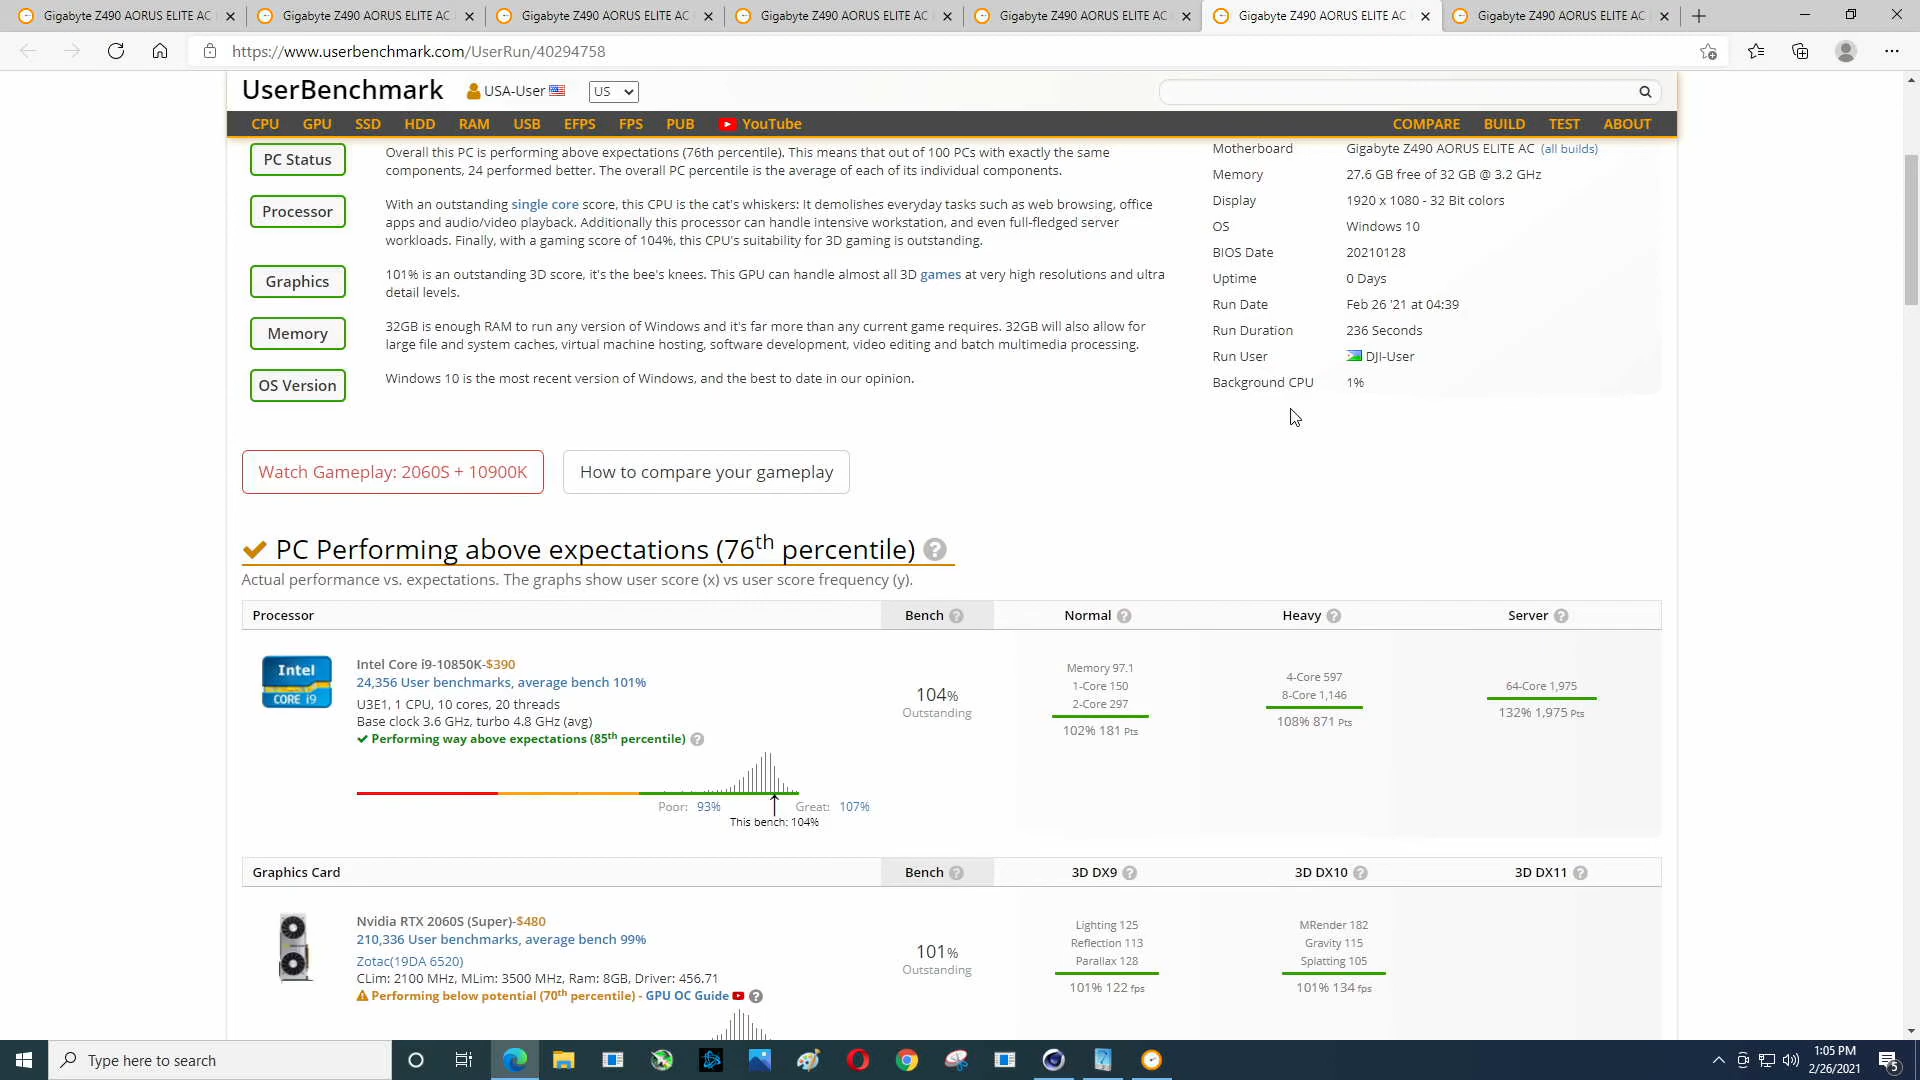 Gigabyte Z490 AORUS ELITE AC
Gigabyte Z490 AORUS ELITE AC
Gigabyte Z490 AORUS ELITE AC
Gigabyte Z490 AORUS ELITE AC
Gigabyte Z490 AORUS ELITE AC
Gigabyte Z490 AORUS ELITE AC
Gigabyte Z490 AORUS ELITE AC
https://www.userbenchmark.com/UserRun/40294758
UserBenchmark
USA-User
US
CPU GPU SSD HDD RAM USB EFPS FPS PUB YouTube
COMPARE BUILD TEST ABOUT
PC Status
Overall this PC is performing above expectations (76th percentile). This means that out of 100 PCs with exactly the same
components, 24 performed better. The overall PC percentile is the average of each of its individual components.
Processor
With an outstanding single core score, this CPU is the cat's whiskers: It demolishes everyday tasks such as web browsing, office
apps and audio/video playback. Additionally this processor can handle intensive workstation, and even full-fledged server
workloads. Finally, with a gaming score of 104%, this CPU's suitability for 3D gaming is outstanding.
Graphics
101% is an outstanding 3D score, it's the bee's knees. This GPU can handle almost all 3D games at very high resolutions and ultra
detail levels.
Memory
32GB is enough RAM to run any version of Windows and it's far more than any current game requires. 32GB will also allow for
large file and system caches, virtual machine hosting, software development, video editing and batch multimedia processing.
OS Version
Windows 10 is the most recent version of Windows, and the best to date in our opinion.
Motherboard Gigabyte Z490 AORUS ELITE AC (all builds)
Memory 27.6 GB free of 32 GB @ 3.2 GHz
Display 1920 x 1080 - 32 Bit colors
OS Windows 10
BIOS Date 20210128
Uptime 0 Days
Run Date Feb 26 '21 at 04:39
Run Duration 236 Seconds
Run User DJI-User
Background CPU 1%
Watch Gameplay: 2060S + 10900K
How to compare your gameplay
PC Performing above expectations (76th percentile) ?
Actual performance vs. expectations. The graphs show user score (x) vs user score frequency (y).
Processor Bench ? Normal ? Heavy ? Server ?
intel
CORE i9
Intel Core i9-10850K-$390
24,356 User benchmarks, average bench 101%
U3E1, 1 CPU, 10 cores, 20 threads
Base clock 3.6 GHz, turbo 4.8 GHz (avg)
Performing way above expectations (85th percentile) ?
Poor: 93% Great: 107%
This bench: 104%
104%
Outstanding
Memory 97.1
1-Core 150
2-Core 297
102% 181 Pts
4-Core 597
8-Core 1,146
108% 871 Pts
64-Core 1,975
132% 1,975 Pts
Graphics Card Bench ? 3D DX9 ? 3D DX10 ? 3D DX11 ?
Nvidia RTX 2060S (Super)-$480
210,336 User benchmarks, average bench 99%
Zotac(19DA 6520)
CLim: 2100 MHz, MLim: 3500 MHz, Ram: 8GB, Driver: 456.71
Performing below potential (70th percentile) - GPU OC Guide ?
101%
Outstanding
Lighting 125
Reflection 113
Parallax 128
101% 122 fps
MRender 182
Gravity 115
Splatting 105
101% 134 fps
Type here to search
1:05 PM
2/26/2021
5